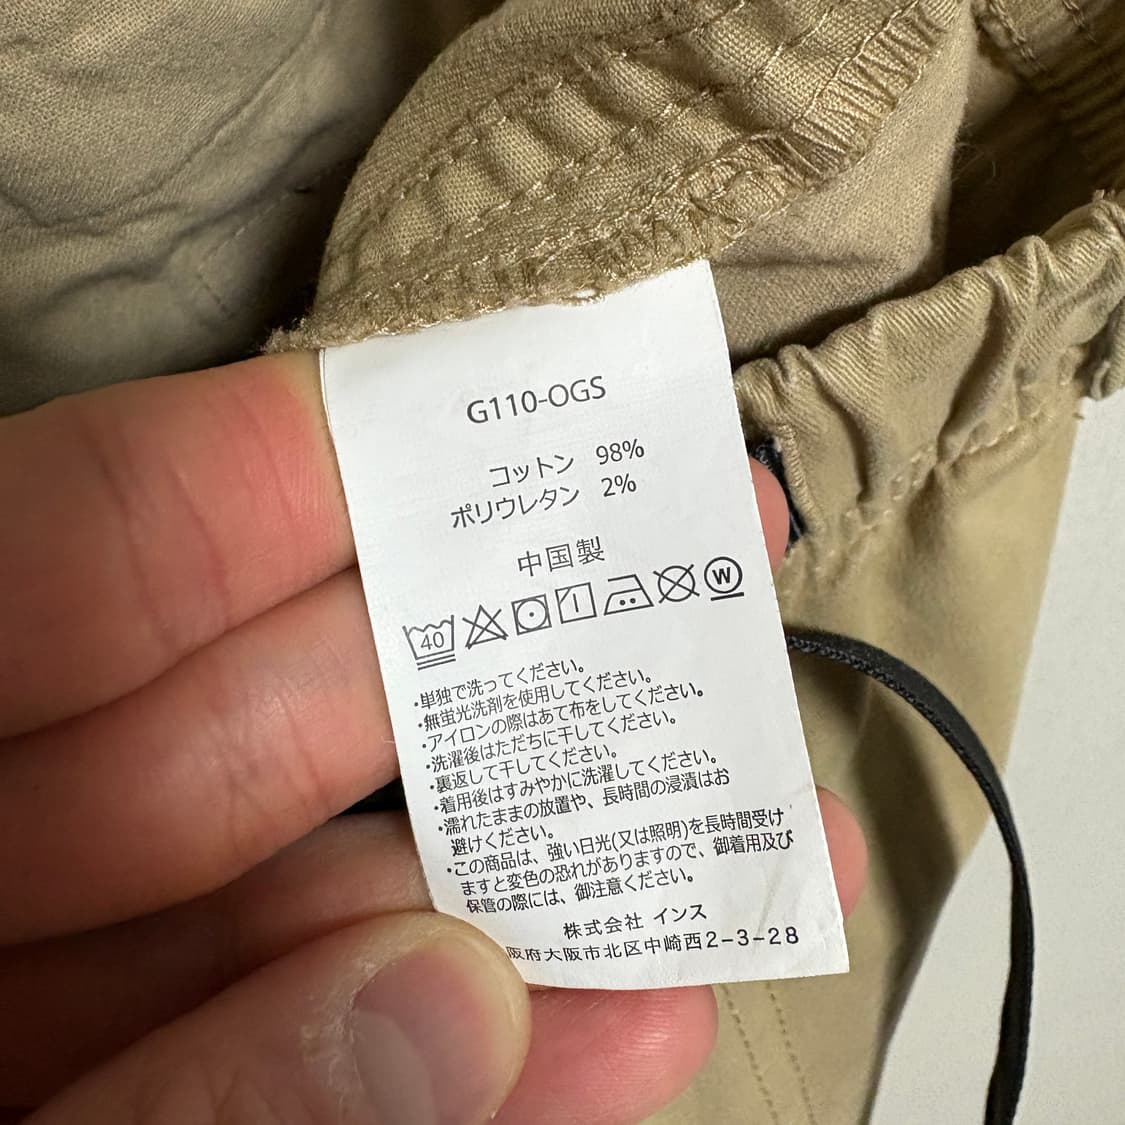 G110-OGS
コットン 98%
ポリウレタン 2%
中国製
40 W
・単独で洗ってください。
・無蛍光洗剤を使用してください。
・アイロンの際はあて布をしてください。
・洗濯後はただちに干してください。
・裏返して干してください。
・着用後はすみやかに洗濯してください。
・濡れたままの放置や、長時間の浸漬はお
避けください。
・この商品は、強い日光(又は照明)を長時間受け
ますと変色の恐れがありますので、御着用及び
保管の際には、御注意ください。
株式会社 インス
阪府大阪市北区中崎西2-3-28